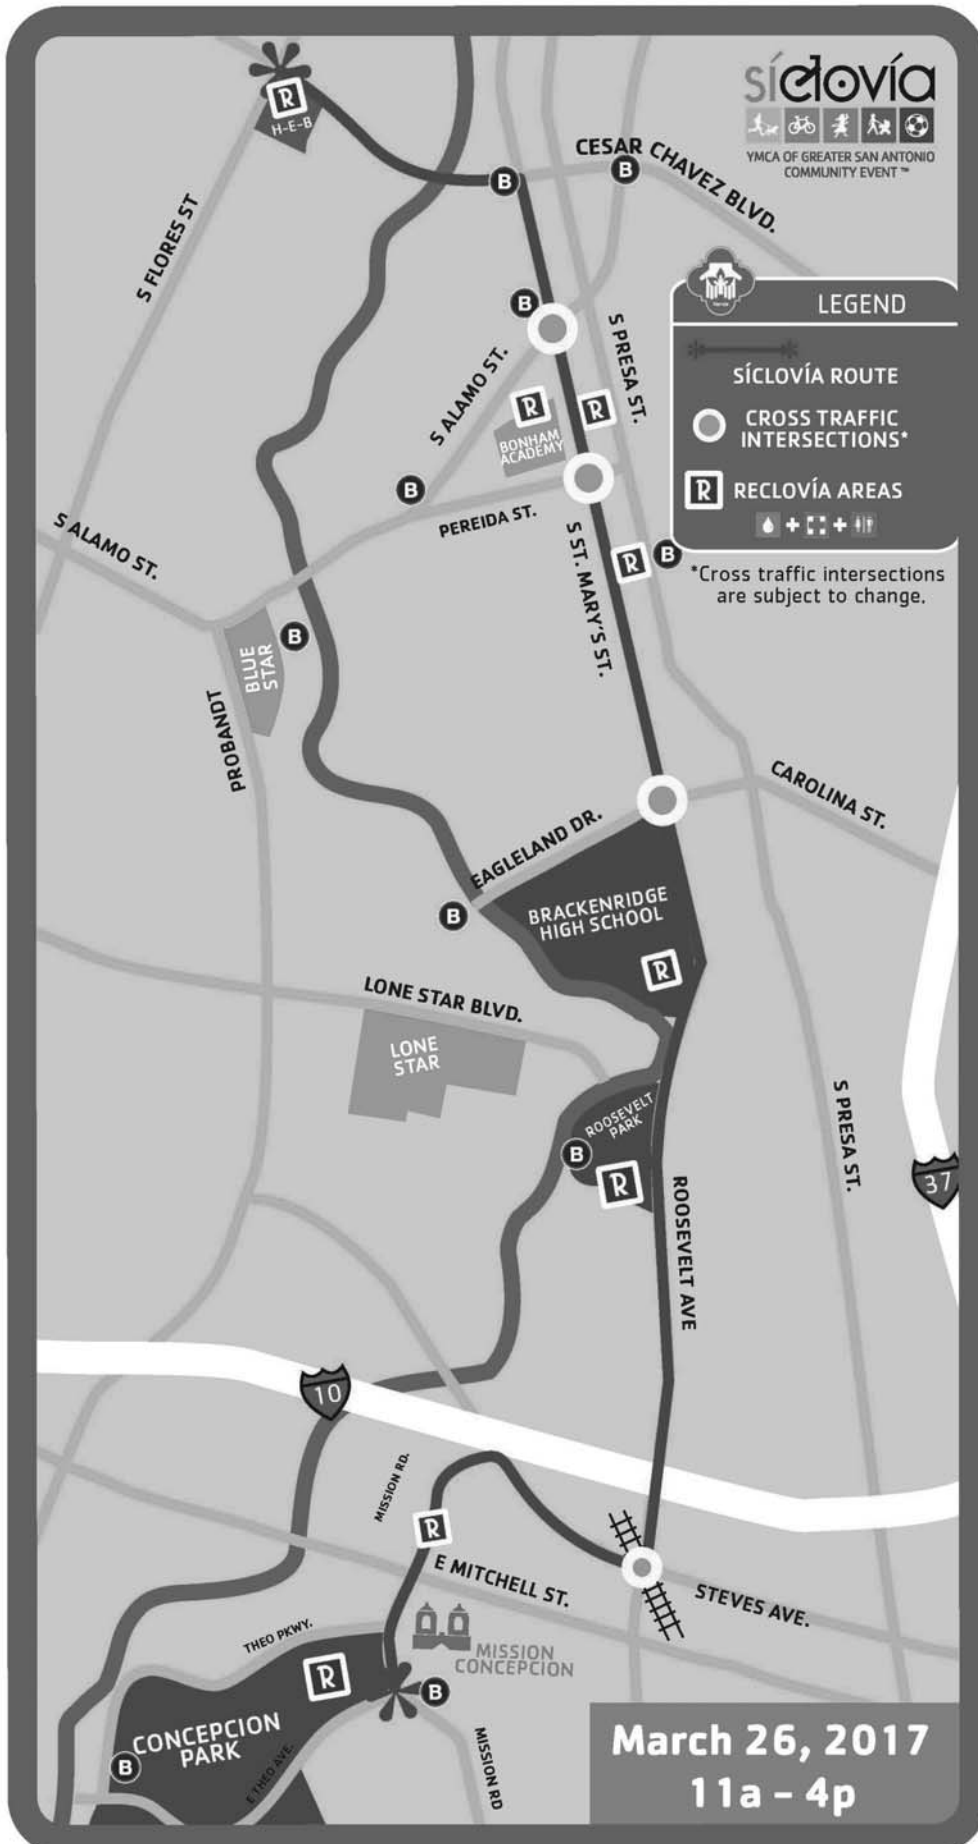 síclovía
YMCA OF GREATER SAN ANTONIO
COMMUNITY EVENT ™
R
H-E-B
B
CESAR CHAVEZ BLVD.
B
S FLORES ST
LEGEND
SÍCLOVÍA ROUTE
CROSS TRAFFIC
INTERSECTIONS*
R RECLOVÍA AREAS
+ +
*Cross traffic intersections
are subject to change.
B
S PRESA ST.
S ALAMO ST.
R
R
BONHAM
ACADEMY
B
PEREIDA ST.
S ALAMO ST.
S ST. MARY'S ST.
R
B
B
BLUE
STAR
PROBANDT
CAROLINA ST.
EAGLELAND DR.
B
BRACKENRIDGE
HIGH SCHOOL
R
LONE STAR BLVD.
LONE
STAR
ROOSEVELT
PARK
B
R
S PRESA ST.
37
ROOSEVELT AVE
10
MISSION RD.
R
E MITCHELL ST.
STEVES AVE.
THEO PKWY.
MISSION
CONCEPCION
R
B
CONCEPCION
PARK
B
E THEO AVE.
MISSION RD
March 26, 2017
11a – 4p